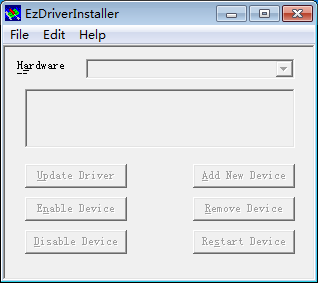 EzDriverInstaller
File Edit Help
Hardware
Update Driver Add New Device
Enable Device Remove Device
Disable Device Restart Device